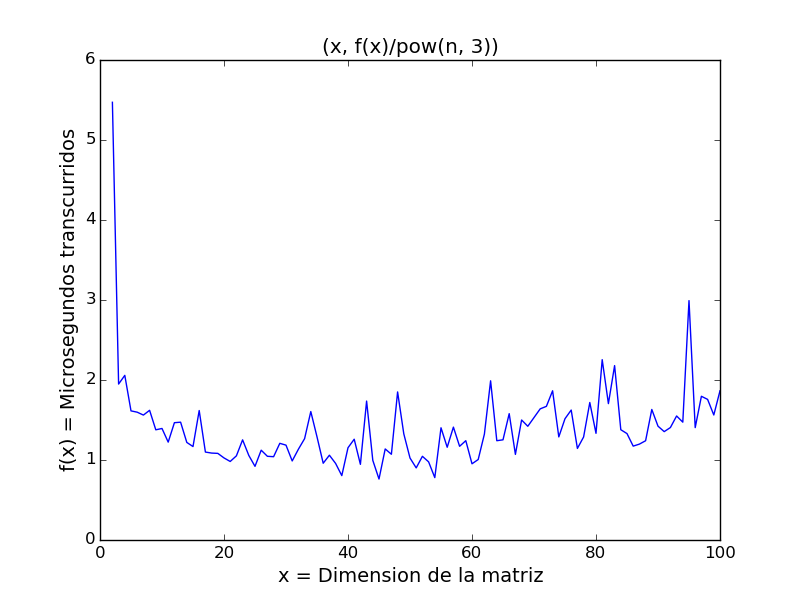 (x, f(x)/pow(n, 3))
6
5
4
3
2
1
0
f(x) = Microsegundos transcurridos
0 20 40 60 80 100
x = Dimension de la matriz